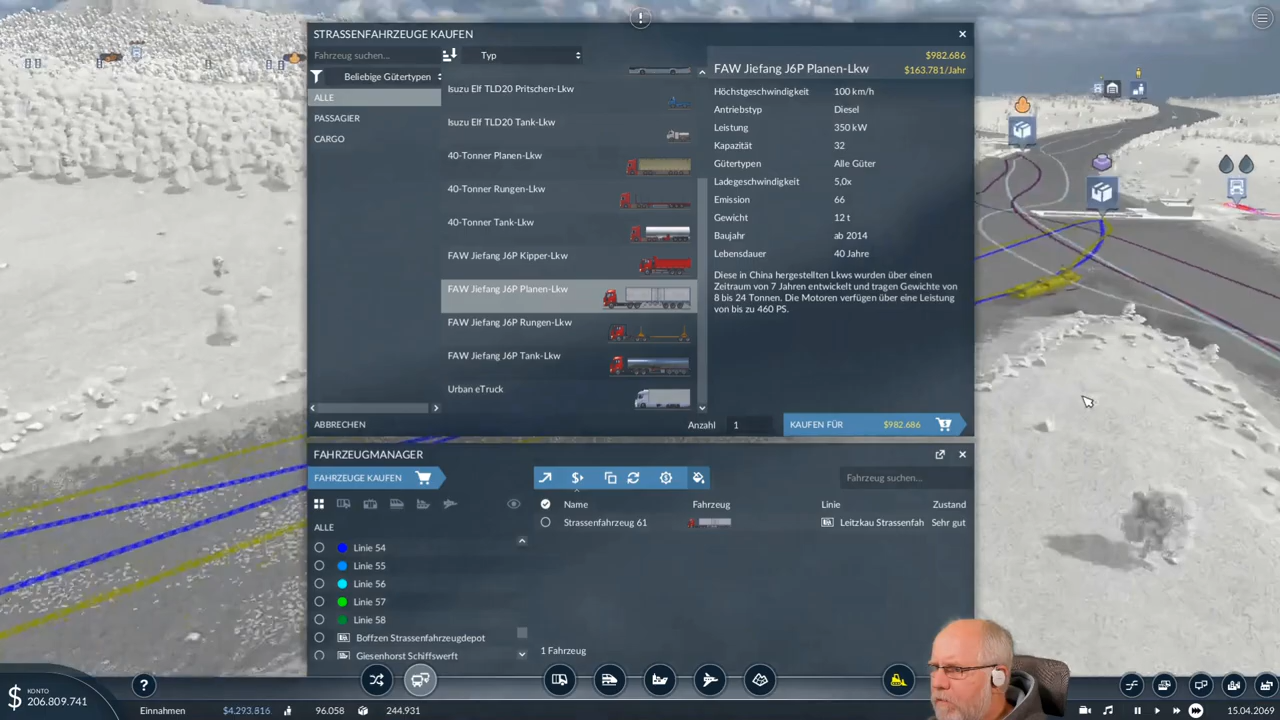 STRASSENFAHRZEUGE KAUFEN
Fahrzeug suchen...
Typ
Beliebige Gütertypen
ALLE
PASSAGIER
CARGO
Isuzu Elf TLD20 Pritschen-Lkw
Isuzu Elf TLD20 Tank-Lkw
40-Tonner Planen-Lkw
40-Tonner Rungen-Lkw
40-Tonner Tank-Lkw
FAW Jiefang J6P Kipper-Lkw
FAW Jiefang J6P Planen-Lkw
FAW Jiefang J6P Rungen-Lkw
FAW Jiefang J6P Tank-Lkw
Urban eTruck
$982.686
FAW Jiefang J6P Planen-Lkw
$163.781/Jahr
Höchstgeschwindigkeit 100 km/h
Antriebstyp Diesel
Leistung 350 kW
Kapazität 32
Gütertypen Alle Güter
Ladegeschwindigkeit 5,0x
Emission 66
Gewicht 12 t
Baujahr ab 2014
Lebensdauer 40 Jahre
Diese in China hergestellten Lkws wurden über einen
Zeitraum von 7 Jahren entwickelt und tragen Gewichte von
8 bis 24 Tonnen. Die Motoren verfügen über eine Leistung
von bis zu 460 PS.
ABBRECHEN
Anzahl 1
KAUFEN FÜR $982.686
FAHRZEUGMANAGER
FAHRZEUGE KAUFEN
Fahrzeug suchen...
Name Fahrzeug Linie Zustand
Strassenfahrzeug 61 Leitzkau Strassenfah Sehr gut
ALLE
Linie 54
Linie 55
Linie 56
Linie 57
Linie 58
Boffzen Strassenfahrzeugdepot
Giesenhorst Schiffswerft
1 Fahrzeug
$ KONTO
206.809.741
?
Einnahmen $4.293.816 96.058 244.931
15.04.2069